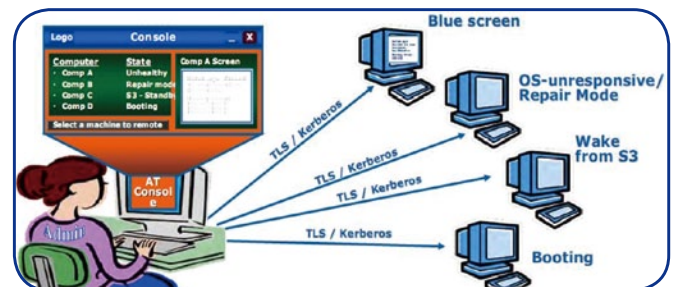 Logo Console _ X
Computer State Comp A Screen
· Comp A Unhealthy
· Comp B Repair mode
· Comp C S3 - Standb
· Comp D Booting
Select a machine to remote
AT
Consol
e
Admin
Blue screen
OS-unresponsive/
Repair Mode
Wake
from S3
Booting
TLS / Kerberos
TLS / Kerberos
TLS / Kerberos
TLS / Kerberos